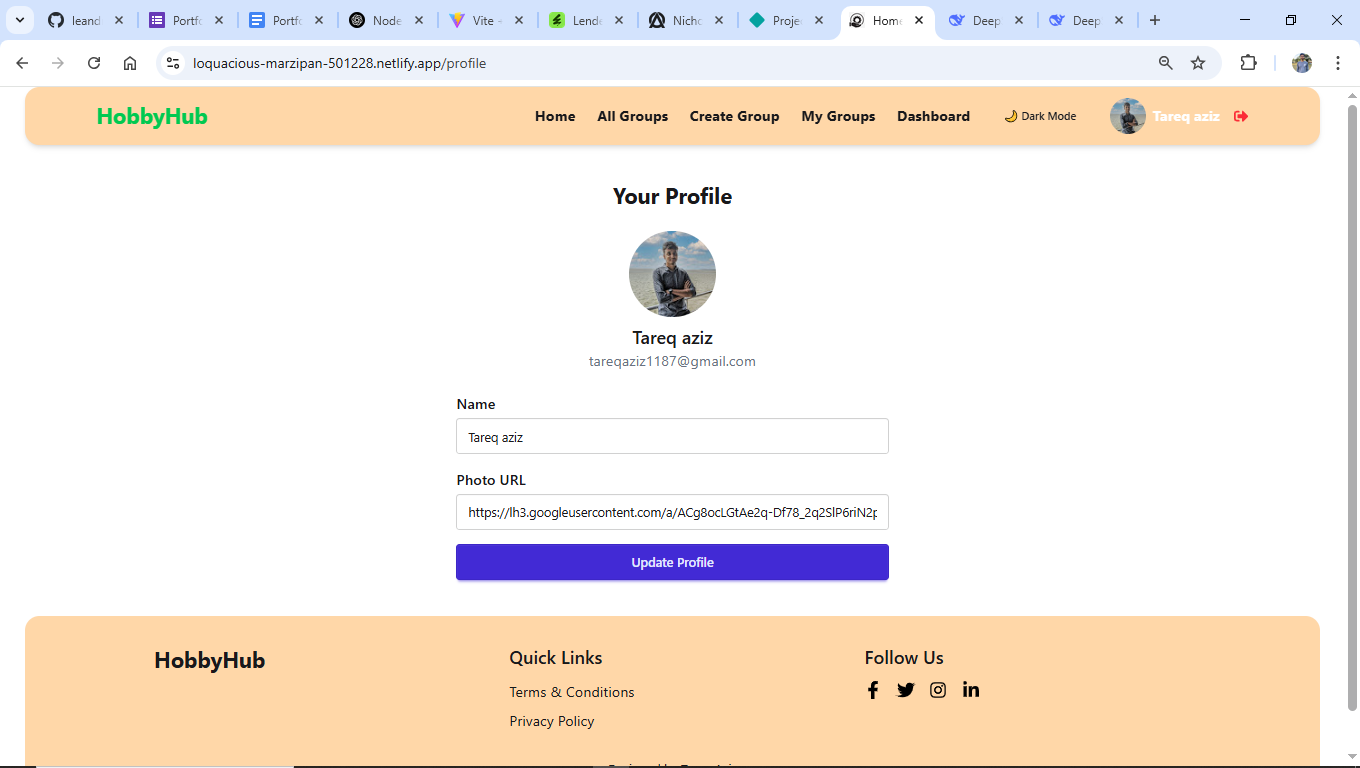 leand
Portfo
Portfo
Node
Vite -
Lende
Nicho
Projec
Home
Deep
Deep
loquacious-marzipan-501228.netlify.app/profile
HobbyHub
Home
All Groups
Create Group
My Groups
Dashboard
Dark Mode
Tareq aziz
Your Profile
Tareq aziz
tareqaziz1187@gmail.com
Name
Tareq aziz
Photo URL
https://lh3.googleusercontent.com/a/ACg8ocLGtAe2q-Df78_2q2SlP6riN2p
Update Profile
HobbyHub
Quick Links
Terms & Conditions
Privacy Policy
Follow Us